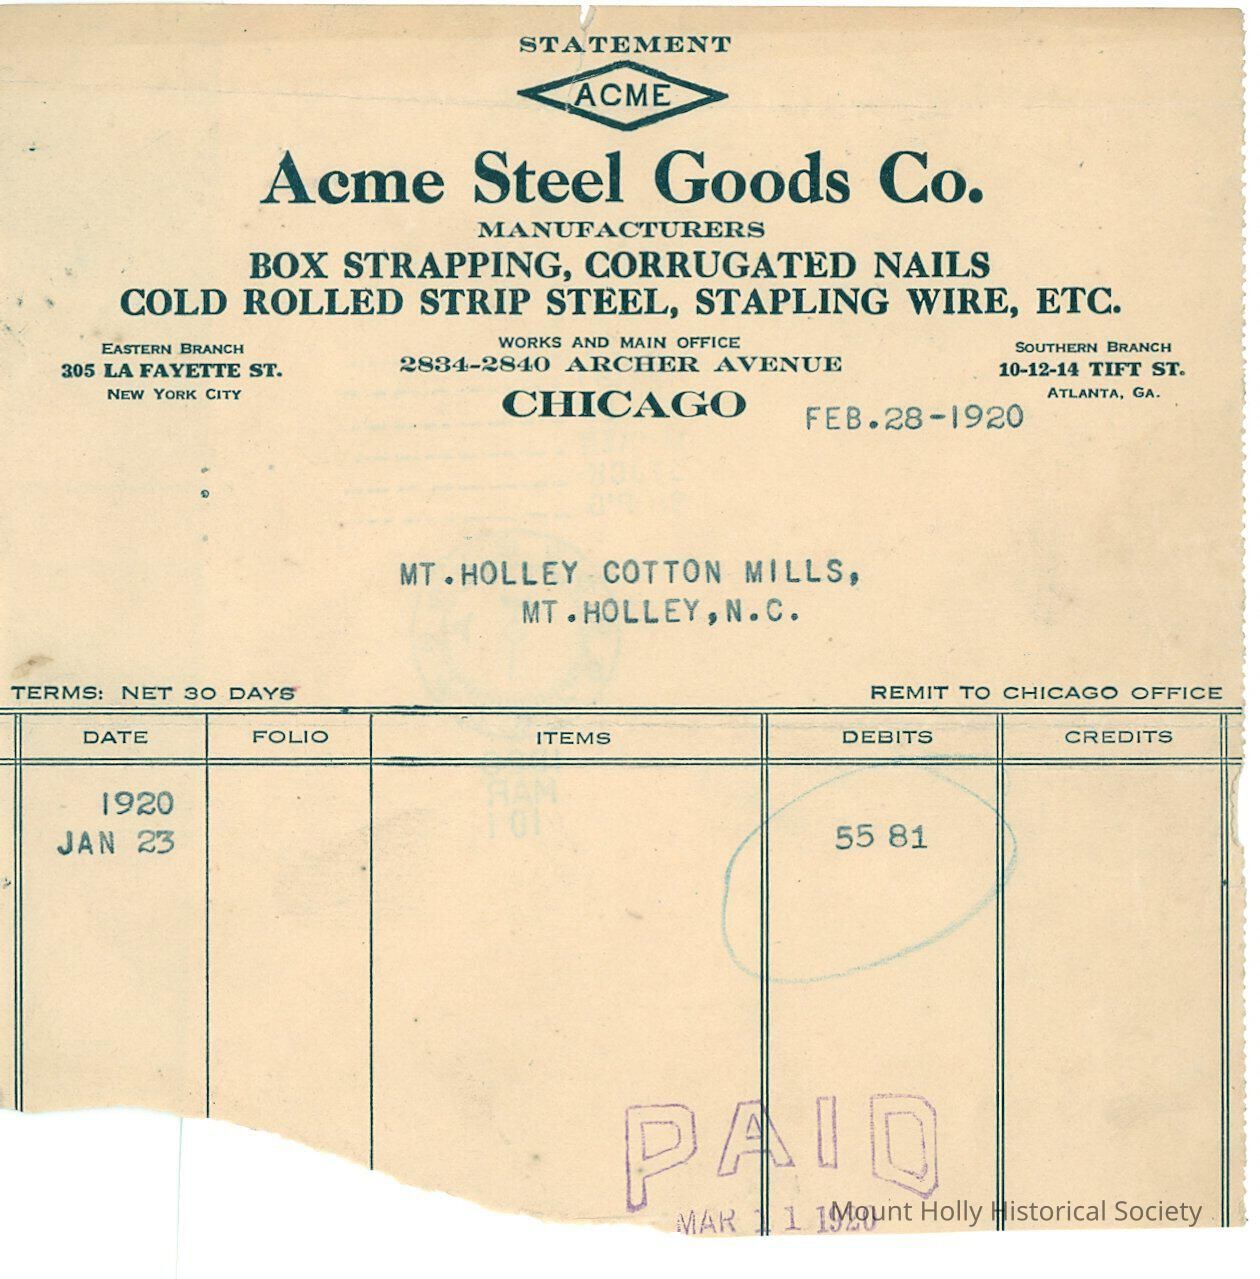 STATEMENT
ACME
Acme Steel Goods Co.
MANUFACTURERS
BOX STRAPPING, CORRUGATED NAILS
COLD ROLLED STRIP STEEL, STAPLING WIRE, ETC.
EASTERN BRANCH
305 LA FAYETTE ST.
NEW YORK CITY
WORKS AND MAIN OFFICE
2834-2840 ARCHER AVENUE
CHICAGO
SOUTHERN BRANCH
10-12-14 TIFT ST.
ATLANTA, GA.
FEB.28-1920
MT.HOLLEY COTTON MILLS,
MT.HOLLEY,N.C.
TERMS: NET 30 DAYS
REMIT TO CHICAGO OFFICE
DATE FOLIO ITEMS DEBITS CREDITS
1920
JAN 23 55 81
PAID
MAR 11 1920
Mount Holly Historical Society